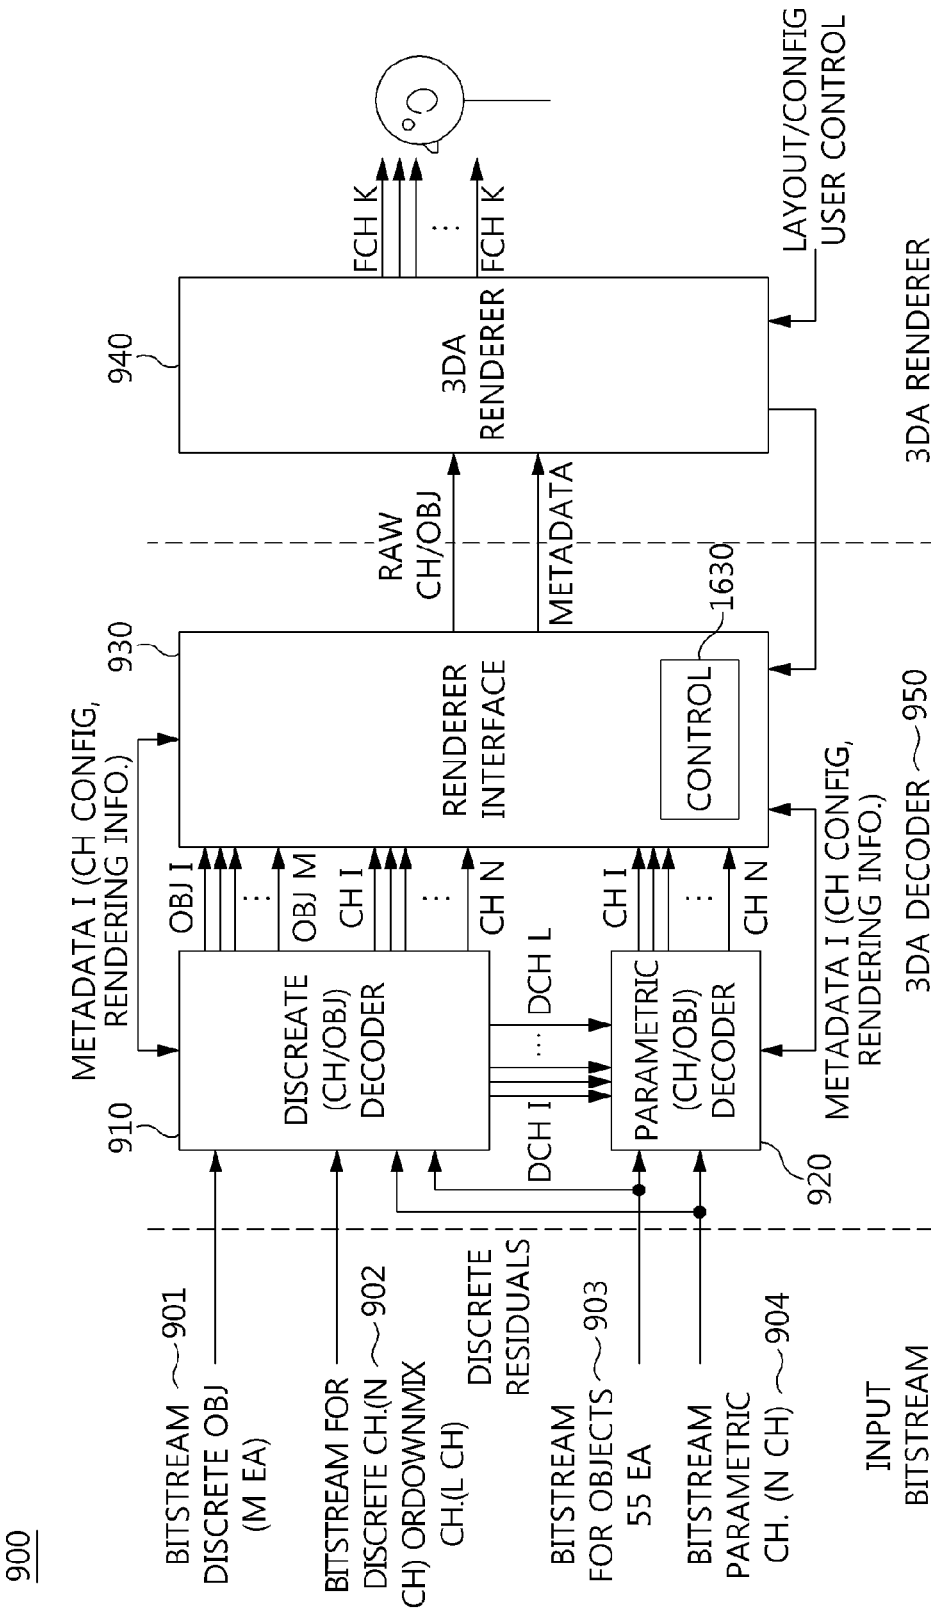 900
BITSTREAM 901
DISCRETE OBJ
(M EA)
BITSTREAM FOR
DISCRETE CH.(N 902
CH) ORDOWNMIX
CH.(L CH)
DISCRETE
RESIDUALS
BITSTREAM
FOR OBJECTS 903
55 EA
BITSTREAM
PARAMETRIC
CH. (N CH) 904
INPUT
BITSTREAM
METADATA I (CH CONFIG,
RENDERING INFO.)
910
DISCREATE
(CH/OBJ)
DECODER
OBJ I
...
OBJ M
CH I
...
CH N
DCH I
...
DCH L
920
PARAMETRIC
(CH/OBJ)
DECODER
CH I
...
CH N
METADATA I (CH CONFIG,
RENDERING INFO.)
930
RENDERER
INTERFACE
CONTROL
1630
3DA DECODER 950
RAW
CH/OBJ
METADATA
940
3DA
RENDERER
FCH K
...
FCH K
LAYOUT/CONFIG
USER CONTROL
3DA RENDERER